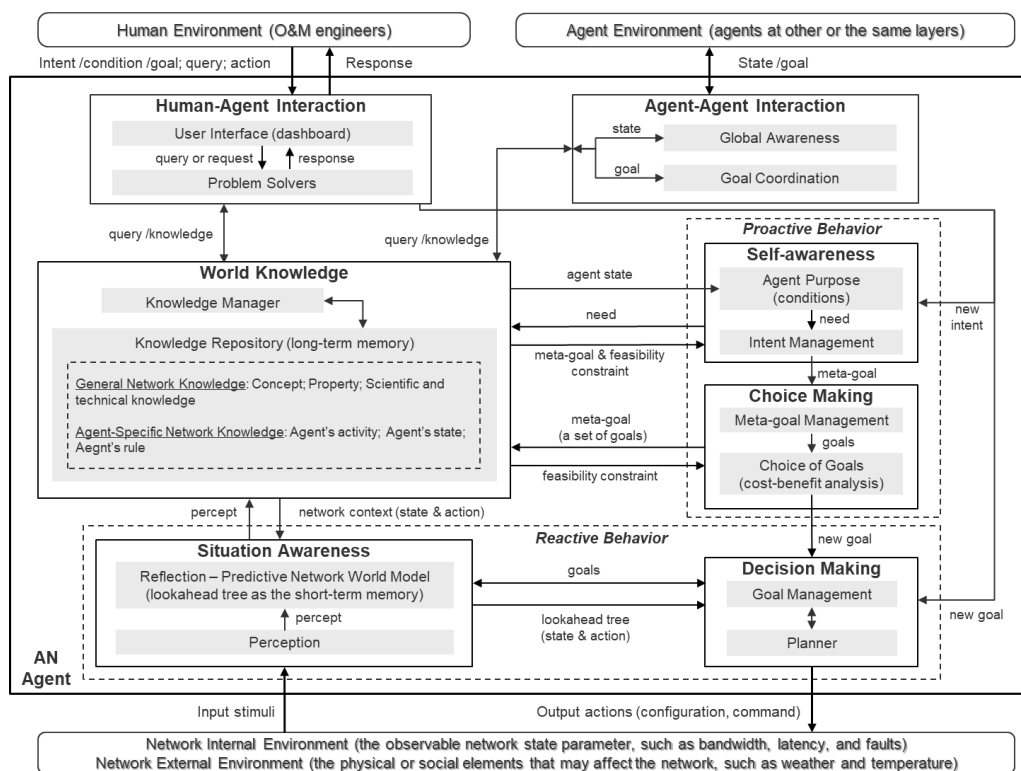 Human Environment (O&M engineers)
Agent Environment (agents at other or the same layers)
Intent /condition /goal; query; action
Response
State /goal
Human-Agent Interaction
User Interface (dashboard)
query or request
response
Problem Solvers
Agent-Agent Interaction
state
Global Awareness
goal
Goal Coordination
query /knowledge
query /knowledge
Proactive Behavior
World Knowledge
Knowledge Manager
Knowledge Repository (long-term memory)
General Network Knowledge: Concept; Property; Scientific and
technical knowledge
Agent-Specific Network Knowledge: Agent's activity; Agent's state;
Aegnt's rule
agent state
need
meta-goal & feasibility
constraint
meta-goal
(a set of goals)
feasibility constraint
Self-awareness
Agent Purpose
(conditions)
need
Intent Management
new
intent
meta-goal
Choice Making
Meta-goal Management
goals
Choice of Goals
(cost-benefit analysis)
percept
network context (state & action)
new goal
Reactive Behavior
Situation Awareness
Reflection – Predictive Network World Model
(lookahead tree as the short-term memory)
percept
Perception
goals
lookahead tree
(state & action)
Decision Making
Goal Management
Planner
new goal
AN
Agent
Input stimuli
Output actions (configuration, command)
Network Internal Environment (the observable network state parameter, such as bandwidth, latency, and faults)
Network External Environment (the physical or social elements that may affect the network, such as weather and temperature)